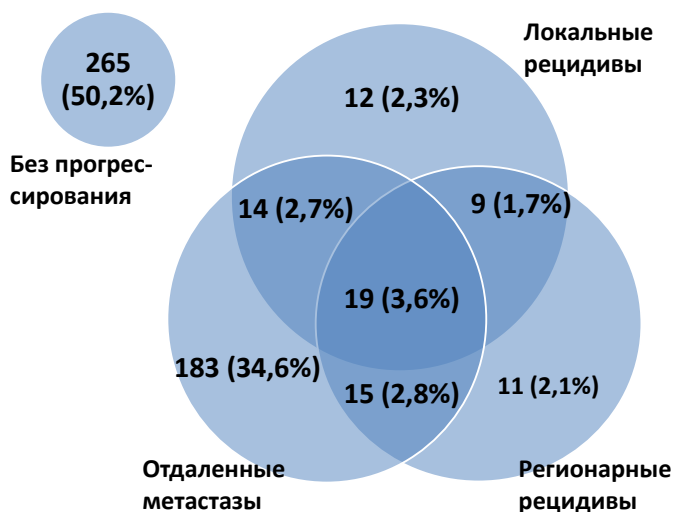 265
(50,2%)
Без прогрес-
сирования
Локальные
рецидивы
12 (2,3%)
14 (2,7%)
9 (1,7%)
19 (3,6%)
183 (34,6%)
15 (2,8%)
11 (2,1%)
Отдаленные
метастазы
Регионарные
рецидивы